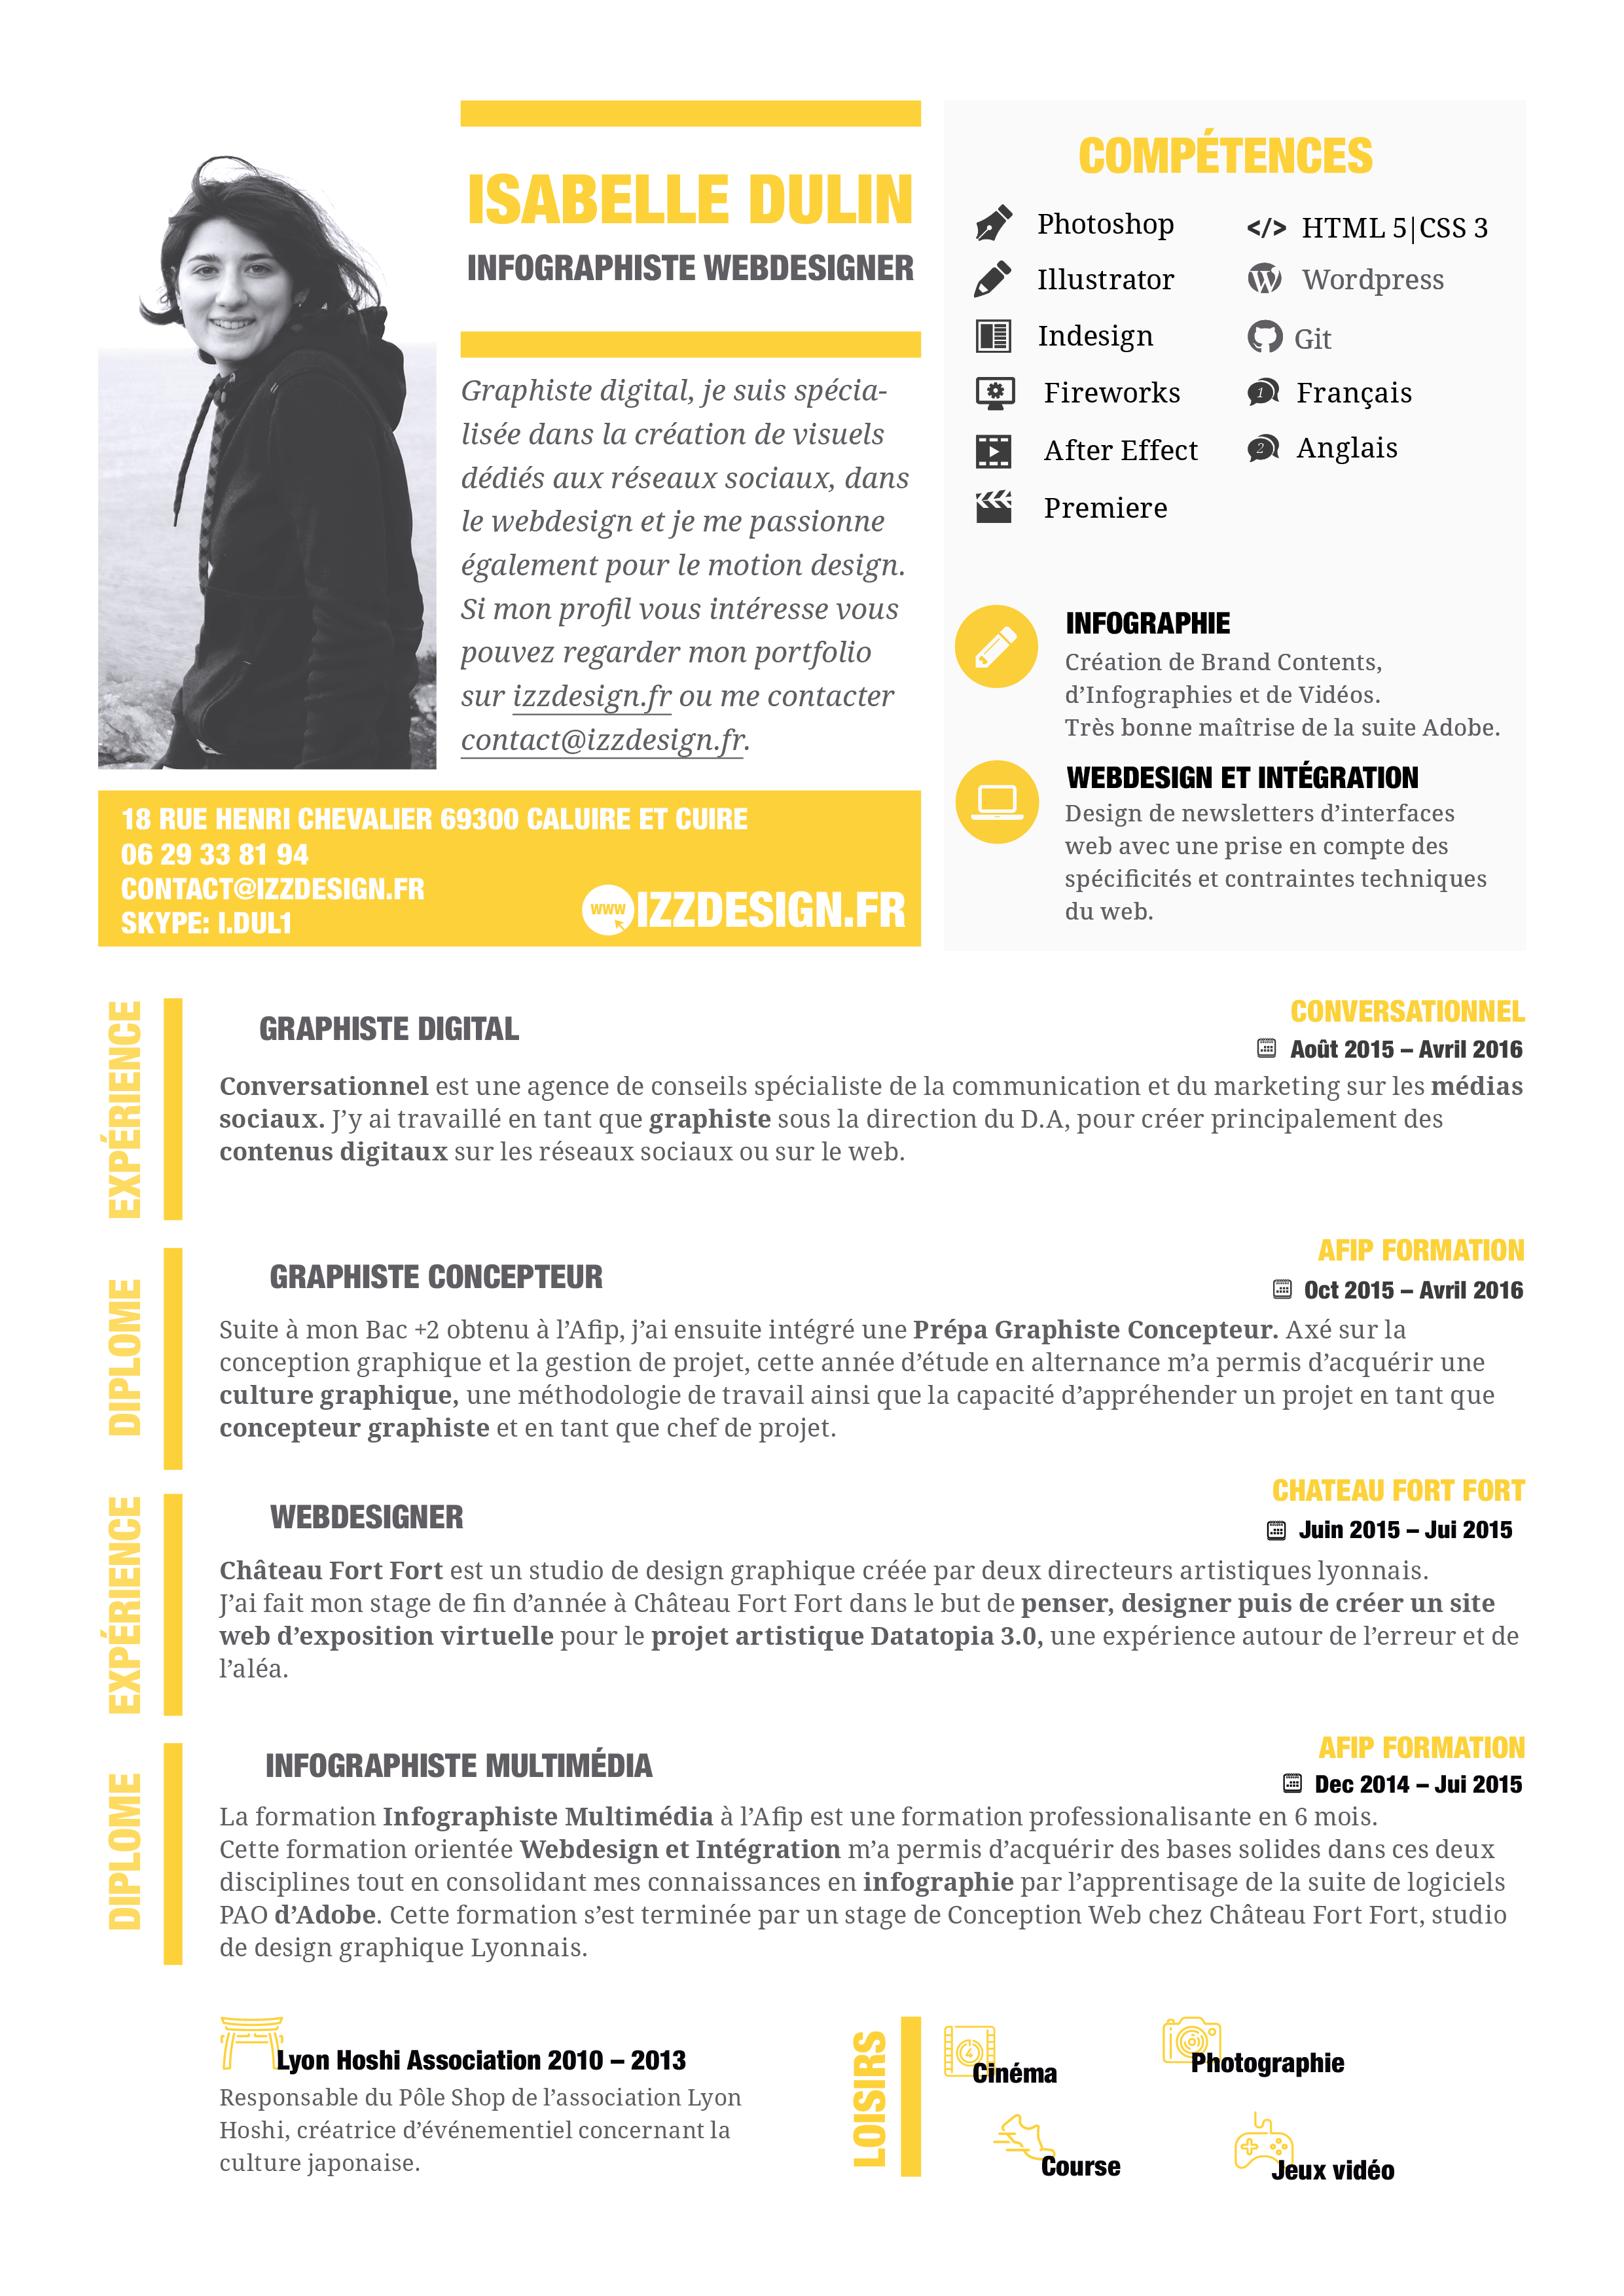 ISABELLE DULIN
INFOGRAPHISTE WEBDESIGNER
Graphiste digital, je suis spécia-
lisée dans la création de visuels
dédiés aux réseaux sociaux, dans
le webdesign et je me passionne
également pour le motion design.
Si mon profil vous intéresse vous
pouvez regarder mon portfolio
sur izzdesign.fr ou me contacter
contact@izzdesign.fr.
18 RUE HENRI CHEVALIER 69300 CALUIRE ET CUIRE
06 29 33 81 94
CONTACT@IZZDESIGN.FR
SKYPE: I.DUL1
www IZZDESIGN.FR
COMPÉTENCES
Photoshop
Illustrator
Indesign
Fireworks
After Effect
Premiere
</> HTML 5|CSS 3
Wordpress
Git
1 Français
2 Anglais
INFOGRAPHIE
Création de Brand Contents,
d’Infographies et de Vidéos.
Très bonne maîtrise de la suite Adobe.
WEBDESIGN ET INTÉGRATION
Design de newsletters d’interfaces
web avec une prise en compte des
spécificités et contraintes techniques
du web.
EXPÉRIENCE
GRAPHISTE DIGITAL
CONVERSATIONNEL
Août 2015 – Avril 2016
Conversationnel est une agence de conseils spécialiste de la communication et du marketing sur les médias
sociaux. J’y ai travaillé en tant que graphiste sous la direction du D.A, pour créer principalement des
contenus digitaux sur les réseaux sociaux ou sur le web.
DIPLOME
GRAPHISTE CONCEPTEUR
AFIP FORMATION
Oct 2015 – Avril 2016
Suite à mon Bac +2 obtenu à l’Afip, j’ai ensuite intégré une Prépa Graphiste Concepteur. Axé sur la
conception graphique et la gestion de projet, cette année d’étude en alternance m’a permis d’acquérir une
culture graphique, une méthodologie de travail ainsi que la capacité d’appréhender un projet en tant que
concepteur graphiste et en tant que chef de projet.
EXPÉRIENCE
WEBDESIGNER
CHATEAU FORT FORT
Juin 2015 – Jui 2015
Château Fort Fort est un studio de design graphique créée par deux directeurs artistiques lyonnais.
J’ai fait mon stage de fin d’année à Château Fort Fort dans le but de penser, designer puis de créer un site
web d’exposition virtuelle pour le projet artistique Datatopia 3.0, une expérience autour de l’erreur et de
l’aléa.
DIPLOME
INFOGRAPHISTE MULTIMÉDIA
AFIP FORMATION
Dec 2014 – Jui 2015
La formation Infographiste Multimédia à l’Afip est une formation professionalisante en 6 mois.
Cette formation orientée Webdesign et Intégration m’a permis d’acquérir des bases solides dans ces deux
disciplines tout en consolidant mes connaissances en infographie par l’apprentisage de la suite de logiciels
PAO d’Adobe. Cette formation s’est terminée par un stage de Conception Web chez Château Fort Fort, studio
de design graphique Lyonnais.
Lyon Hoshi Association 2010 – 2013
Responsable du Pôle Shop de l’association Lyon
Hoshi, créatrice d’événementiel concernant la
culture japonaise.
LOISIRS
4
Cinéma
Photographie
Course
Jeux vidéo